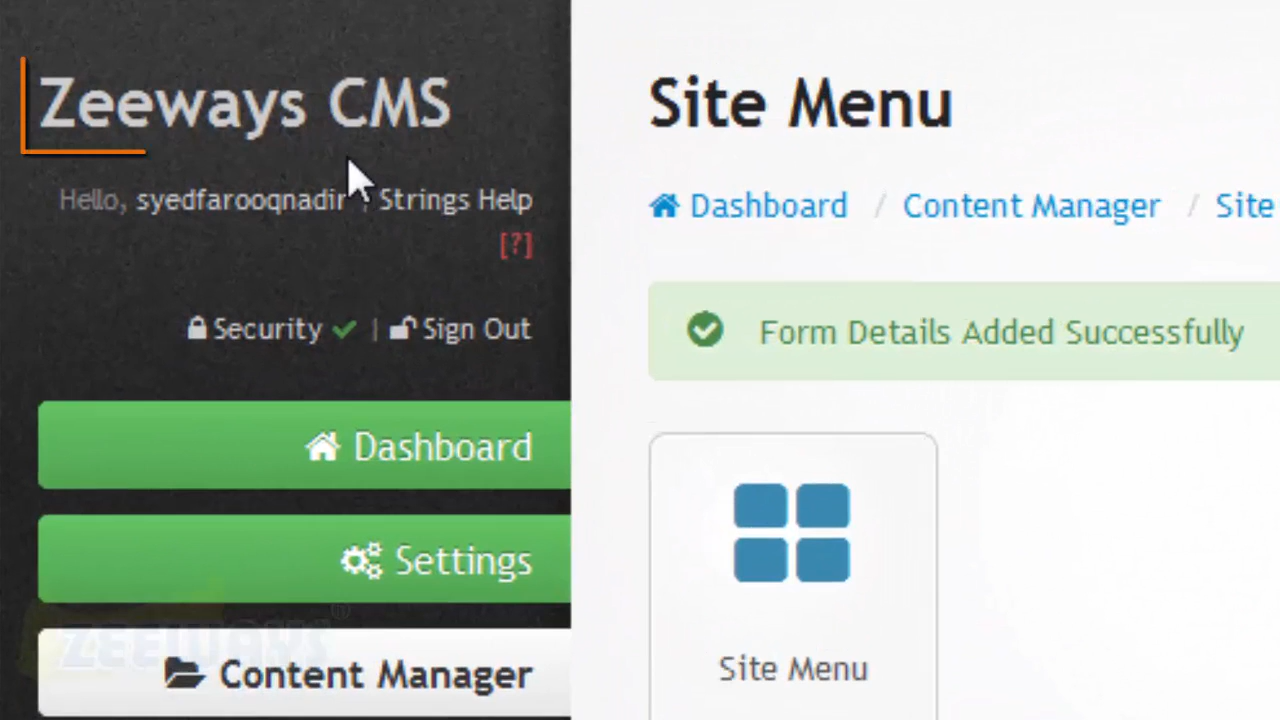 Zeeways CMS
Hello, syedfarooqnadir | Strings Help
[?]
Security | Sign Out
Dashboard
Settings
ZEEWAYS®
Content Manager
Site Menu
Dashboard / Content Manager / Site
Form Details Added Successfully
Site Menu